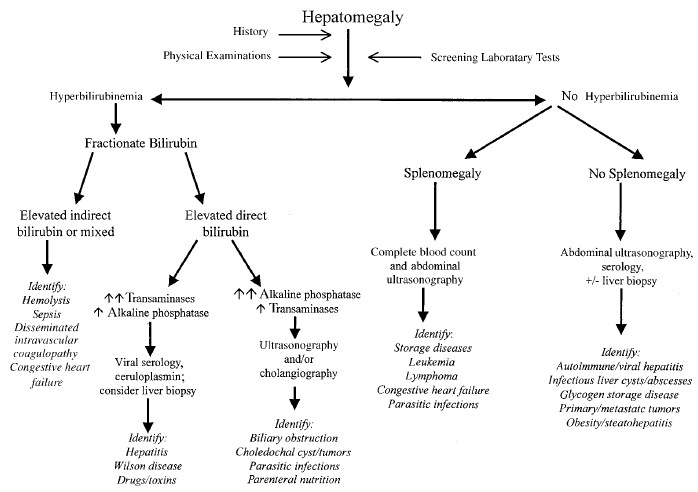 Hepatomegaly
History
Physical Examinations
Screening Laboratary Tests
Hyperbilirubinemia
No Hyperbilirubinemia
Fractionate Bilirubin
Splenomegaly
No Splenomegaly
Elevated indirect
bilirubin or mixed
Elevated direct
bilirubin
Complete blood count
and abdominal
ultrasonography
Abdominal ultrasonography,
serology,
+/- liver biopsy
Identify:
Hemolysis
Sepsis
Disseminated
intravascular
coagulopathy
Congestive heart
failure
↑↑ Transaminases
↑ Alkaline phosphatase
↑↑ Alkaline phosphatase
↑ Transaminases
Viral serology,
ceruloplasmin;
consider liver biopsy
Ultrasonography
and/or
cholangiography
Identify:
Storage diseases
Leukemia
Lymphoma
Congestive heart failure
Parasitic infections
Identify:
Autoimmune/viral hepatitis
Infectious liver cysts/abscesses
Glycogen storage disease
Primary/metastatc tumors
Obesity/steatohepatitis
Identify:
Hepatitis
Wilson disease
Drugs/toxins
Identify:
Biliary obstruction
Choledochal cyst/tumors
Parasitic infections
Parenteral nutrition